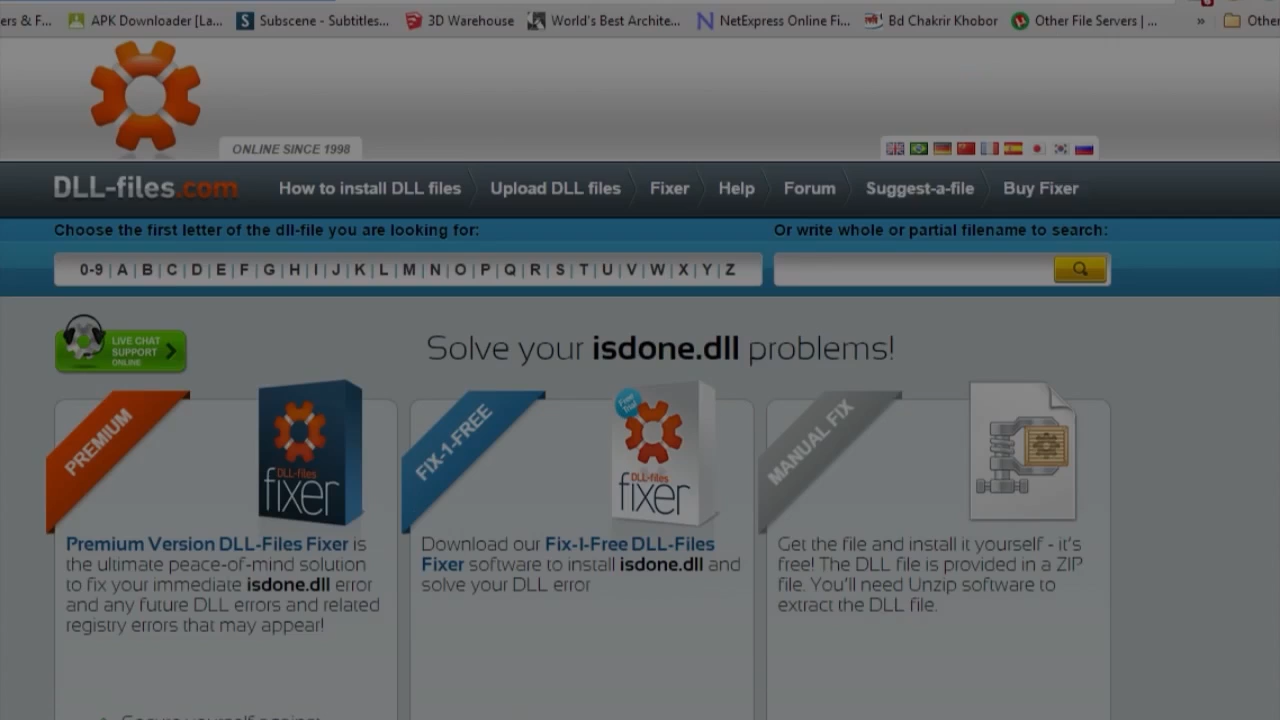 ers & F...
APK Downloader [La...
Subscene - Subtitles...
3D Warehouse
World's Best Archite...
NetExpress Online Fi...
Bd Chakrir Khobor
Other File Servers | ...
»
Other
ONLINE SINCE 1998
DLL-files.com
How to install DLL files
Upload DLL files
Fixer
Help
Forum
Suggest-a-file
Buy Fixer
Choose the first letter of the dll-file you are looking for:
Or write whole or partial filename to search:
0-9 | A | B | C | D | E | F | G | H | I | J | K | L | M | N | O | P | Q | R | S | T | U | V | W | X | Y | Z
LIVE CHAT
SUPPORT
ONLINE
Solve your isdone.dll problems!
PREMIUM
DLL-files
fixer
Premium Version DLL-Files Fixer is
the ultimate peace-of-mind solution
to fix your immediate isdone.dll error
and any future DLL errors and related
registry errors that may appear!
FIX-1-FREE
Free
Trial
DLL-files
fixer
Download our Fix-1-Free DLL-Files
Fixer software to install isdone.dll and
solve your DLL error
MANUAL FIX
Get the file and install it yourself - it's
free! The DLL file is provided in a ZIP
file. You'll need Unzip software to
extract the DLL file.